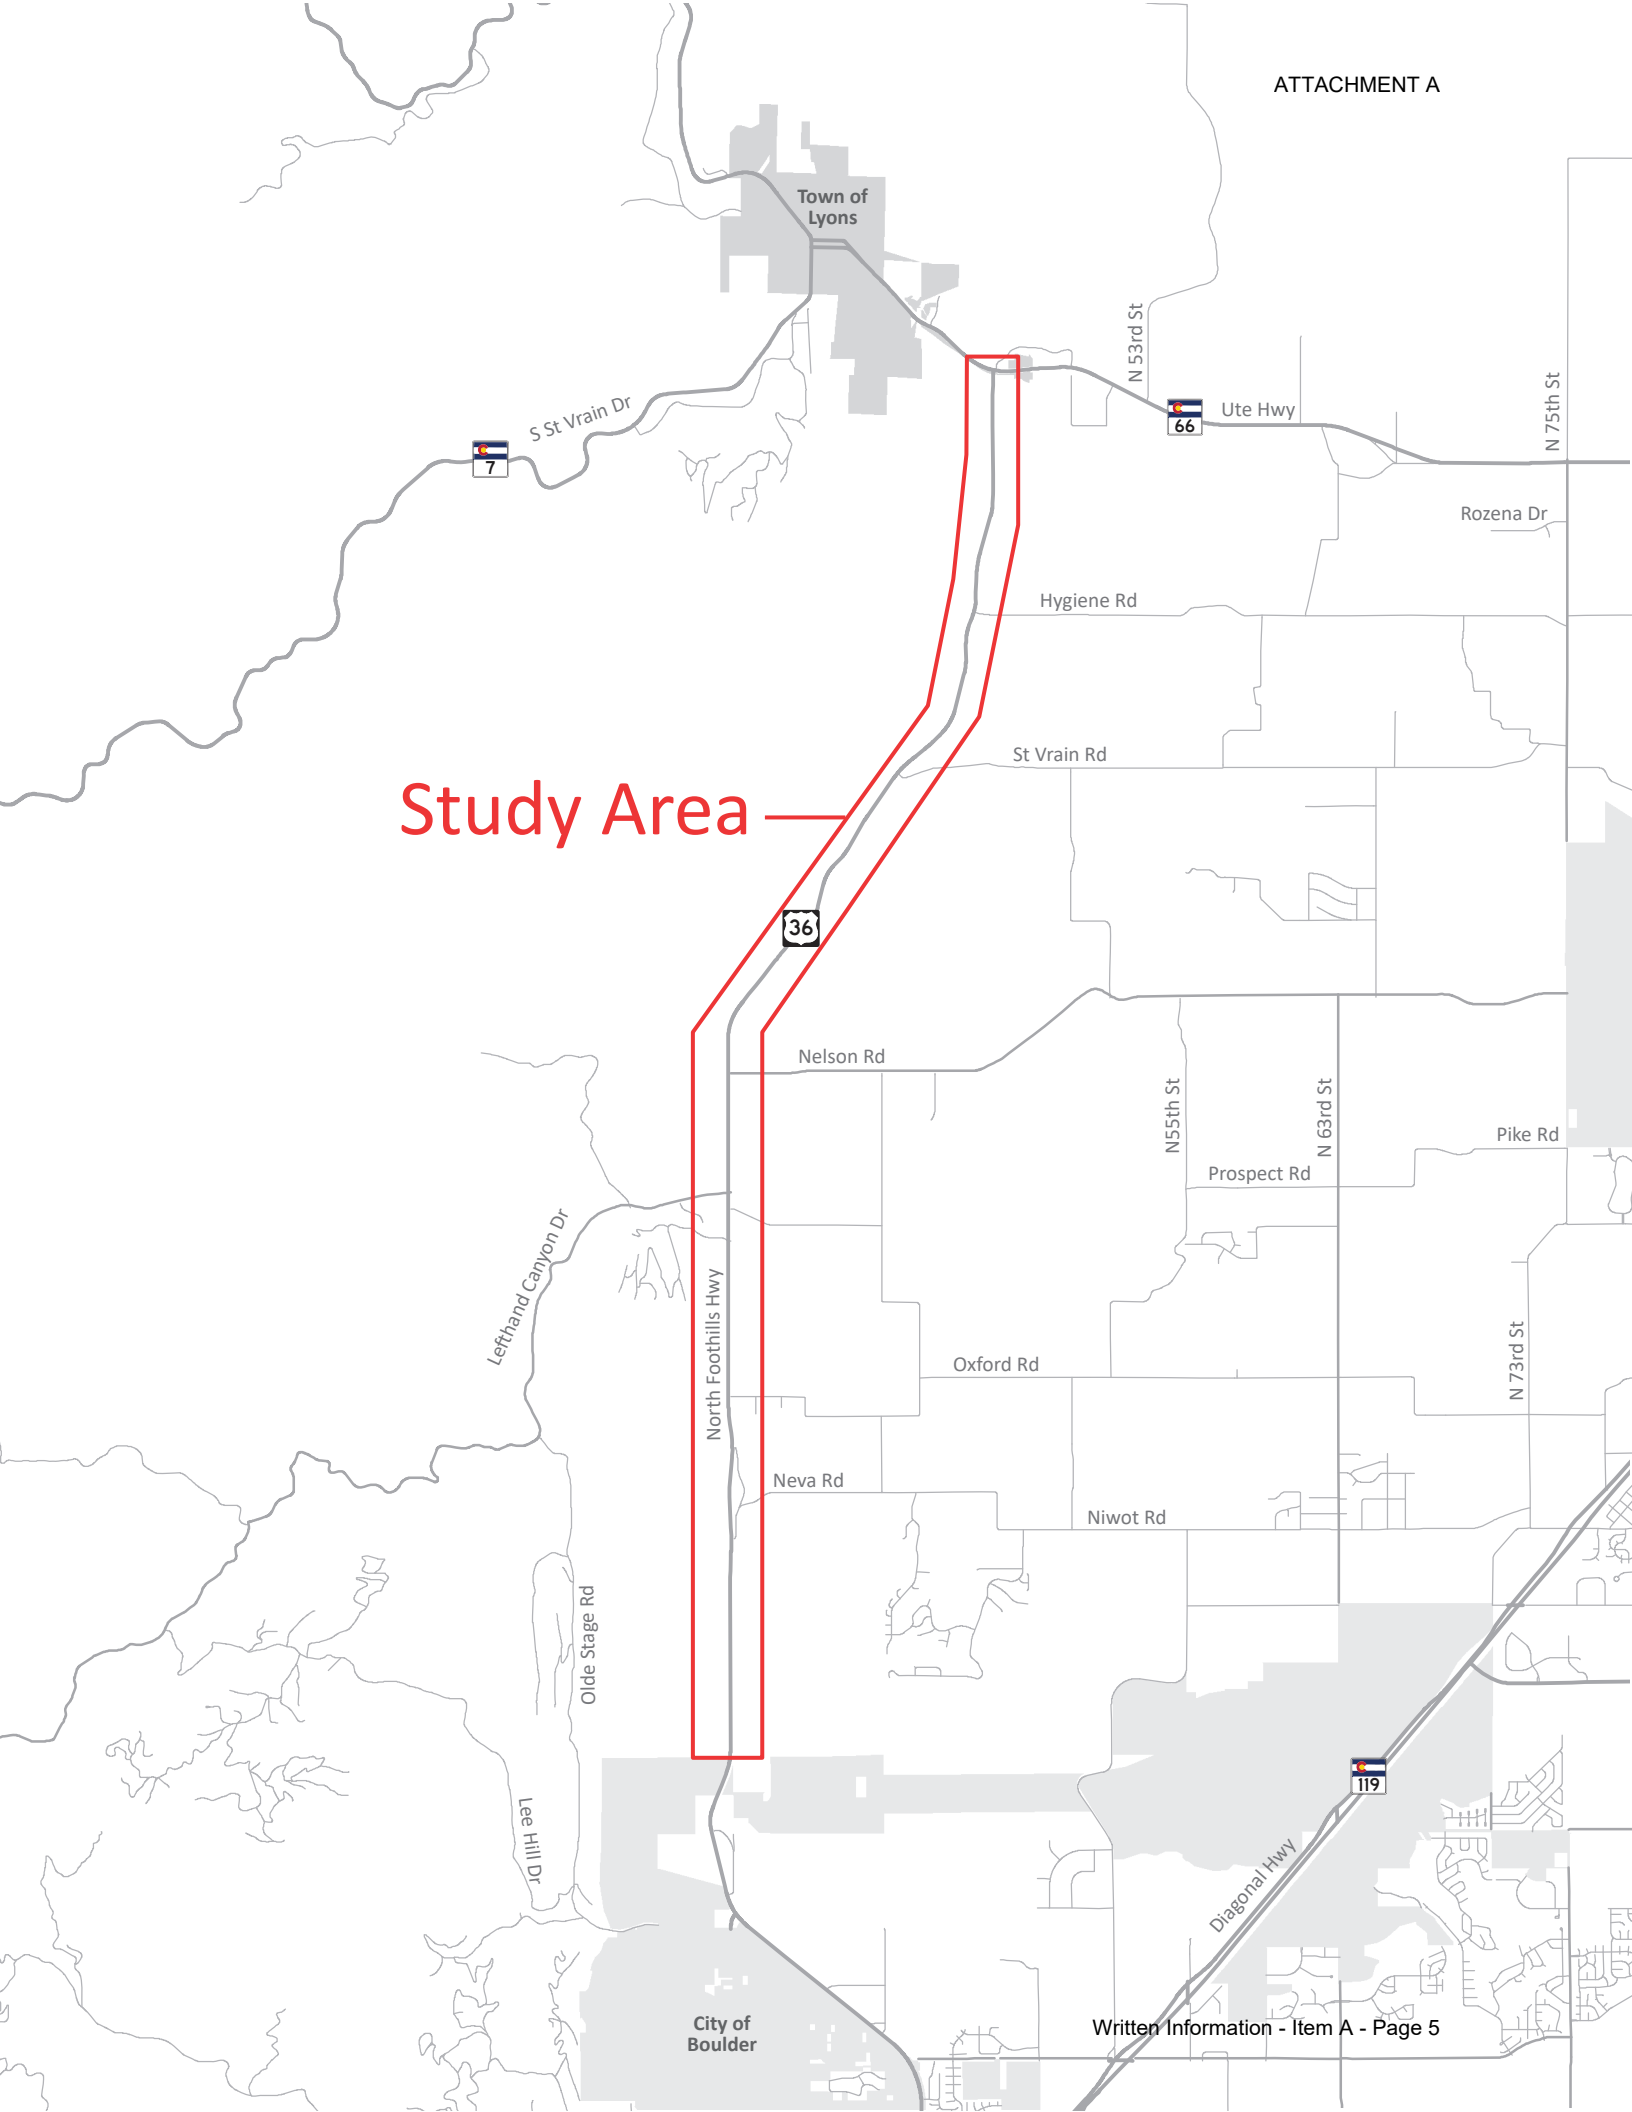 ATTACHMENT A
Town of
Lyons
N 53rd St
S St Vrain Dr
7
66
Ute Hwy
N 75th St
Rozena Dr
Hygiene Rd
St Vrain Rd
Study Area
36
Nelson Rd
N55th St
N 63rd St
Pike Rd
Prospect Rd
Lefthand Canyon Dr
North Foothills Hwy
Oxford Rd
N 73rd St
Neva Rd
Niwot Rd
Olde Stage Rd
119
Lee Hill Dr
Diagonal Hwy
City of
Boulder
Written Information - Item A - Page 5